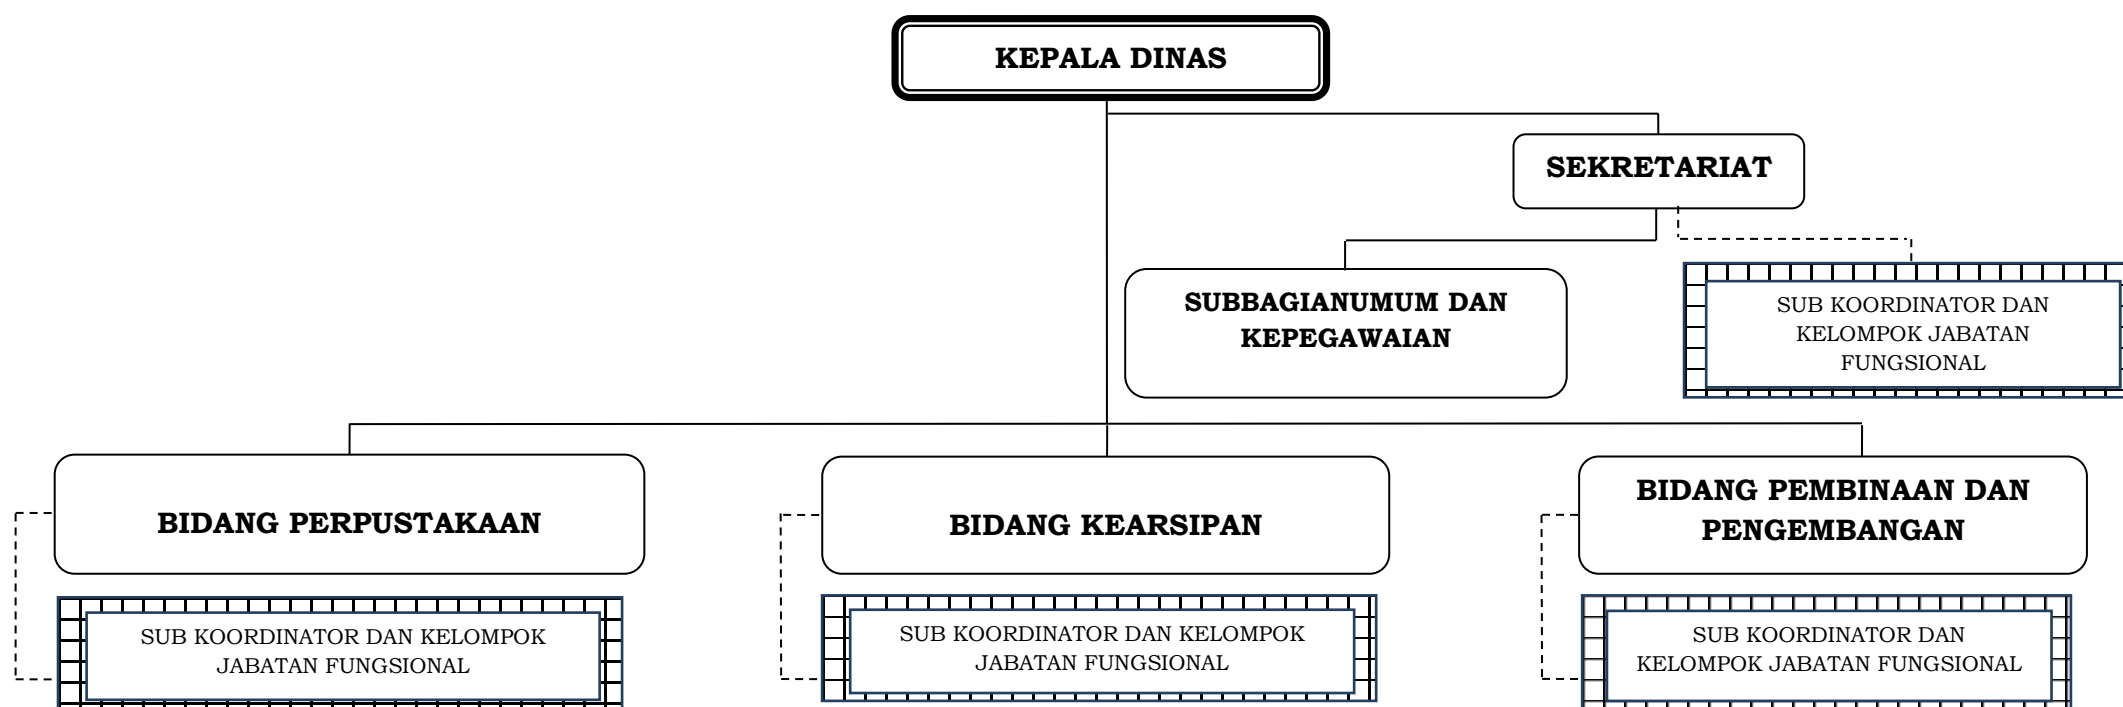 KEPALA DINAS
SEKRETARIAT
SUBBAGIANUMUM DAN
KEPEGAWAIAN
SUB KOORDINATOR DAN
KELOMPOK JABATAN
FUNGSIONAL
BIDANG PERPUSTAKAAN
BIDANG KEARSIPAN
BIDANG PEMBINAAN DAN
PENGEMBANGAN
SUB KOORDINATOR DAN KELOMPOK
JABATAN FUNGSIONAL
SUB KOORDINATOR DAN KELOMPOK
JABATAN FUNGSIONAL
SUB KOORDINATOR DAN
KELOMPOK JABATAN FUNGSIONAL